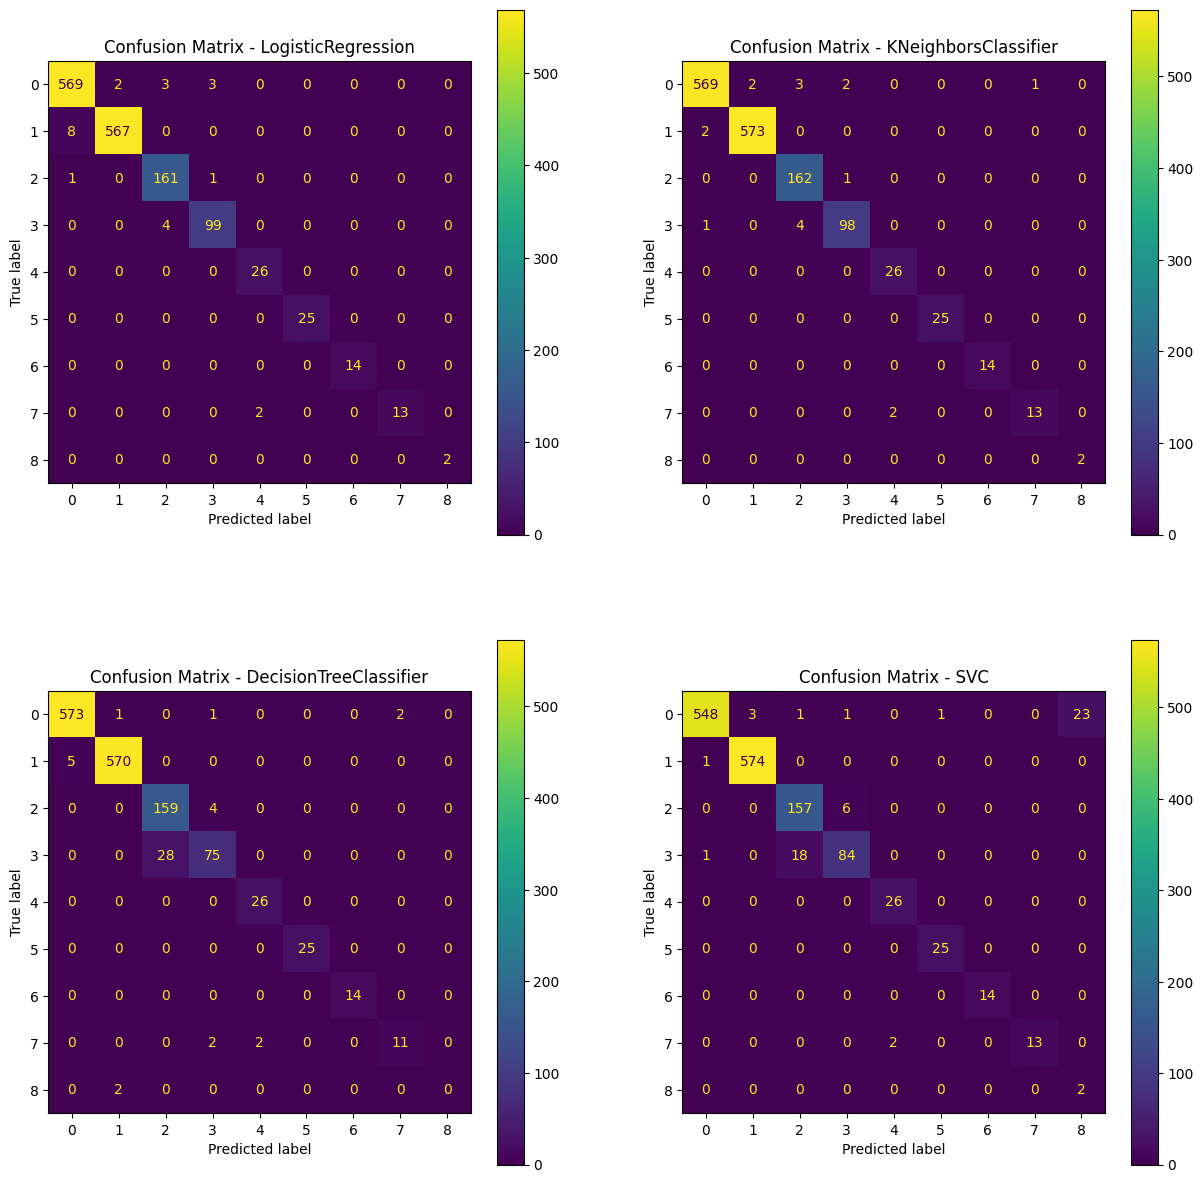 Confusion Matrix - LogisticRegression
True label
0 569 2 3 3 0 0 0 0 0
1 8 567 0 0 0 0 0 0 0
2 1 0 161 1 0 0 0 0 0
3 0 0 4 99 0 0 0 0 0
4 0 0 0 0 26 0 0 0 0
5 0 0 0 0 0 25 0 0 0
6 0 0 0 0 0 0 14 0 0
7 0 0 0 0 2 0 0 13 0
8 0 0 0 0 0 0 0 0 2
0 1 2 3 4 5 6 7 8
Predicted label
500
400
300
200
100
0
Confusion Matrix - KNeighborsClassifier
True label
0 569 2 3 2 0 0 0 1 0
1 2 573 0 0 0 0 0 0 0
2 0 0 162 1 0 0 0 0 0
3 1 0 4 98 0 0 0 0 0
4 0 0 0 0 26 0 0 0 0
5 0 0 0 0 0 25 0 0 0
6 0 0 0 0 0 0 14 0 0
7 0 0 0 0 2 0 0 13 0
8 0 0 0 0 0 0 0 0 2
0 1 2 3 4 5 6 7 8
Predicted label
500
400
300
200
100
0
Confusion Matrix - DecisionTreeClassifier
True label
0 573 1 0 1 0 0 0 2 0
1 5 570 0 0 0 0 0 0 0
2 0 0 159 4 0 0 0 0 0
3 0 0 28 75 0 0 0 0 0
4 0 0 0 0 26 0 0 0 0
5 0 0 0 0 0 25 0 0 0
6 0 0 0 0 0 0 14 0 0
7 0 0 0 2 2 0 0 11 0
8 0 2 0 0 0 0 0 0 0
0 1 2 3 4 5 6 7 8
Predicted label
500
400
300
200
100
0
Confusion Matrix - SVC
True label
0 548 3 1 1 0 1 0 0 23
1 1 574 0 0 0 0 0 0 0
2 0 0 157 6 0 0 0 0 0
3 1 0 18 84 0 0 0 0 0
4 0 0 0 0 26 0 0 0 0
5 0 0 0 0 0 25 0 0 0
6 0 0 0 0 0 0 14 0 0
7 0 0 0 0 2 0 0 13 0
8 0 0 0 0 0 0 0 0 2
0 1 2 3 4 5 6 7 8
Predicted label
500
400
300
200
100
0